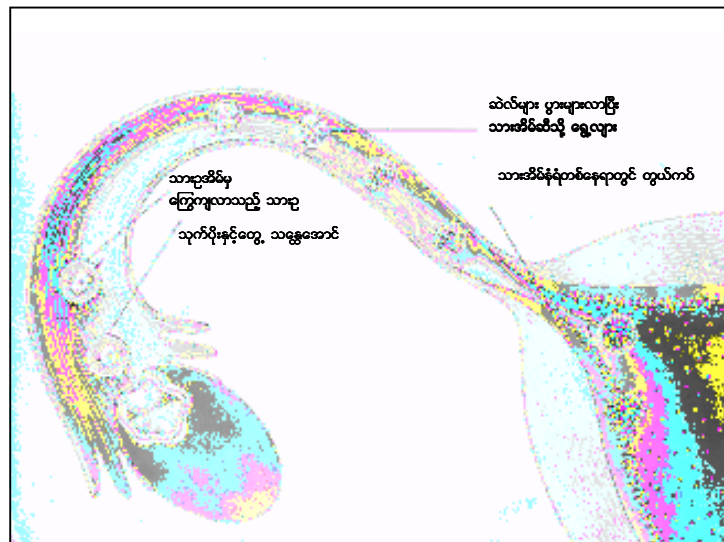 ဆဲလ်များ ပွားများလာပြီး
သားအိမ်ဆီသို့ ရွေ့လျား
သားအိမ်နံရံတစ်နေရာတွင် တွယ်ကပ်
သားဥအိမ်မှ
ကြွေကျလာသည့် သားဥ
သုက်ပိုးနှင့်တွေ့ သန္ဓေအောင်